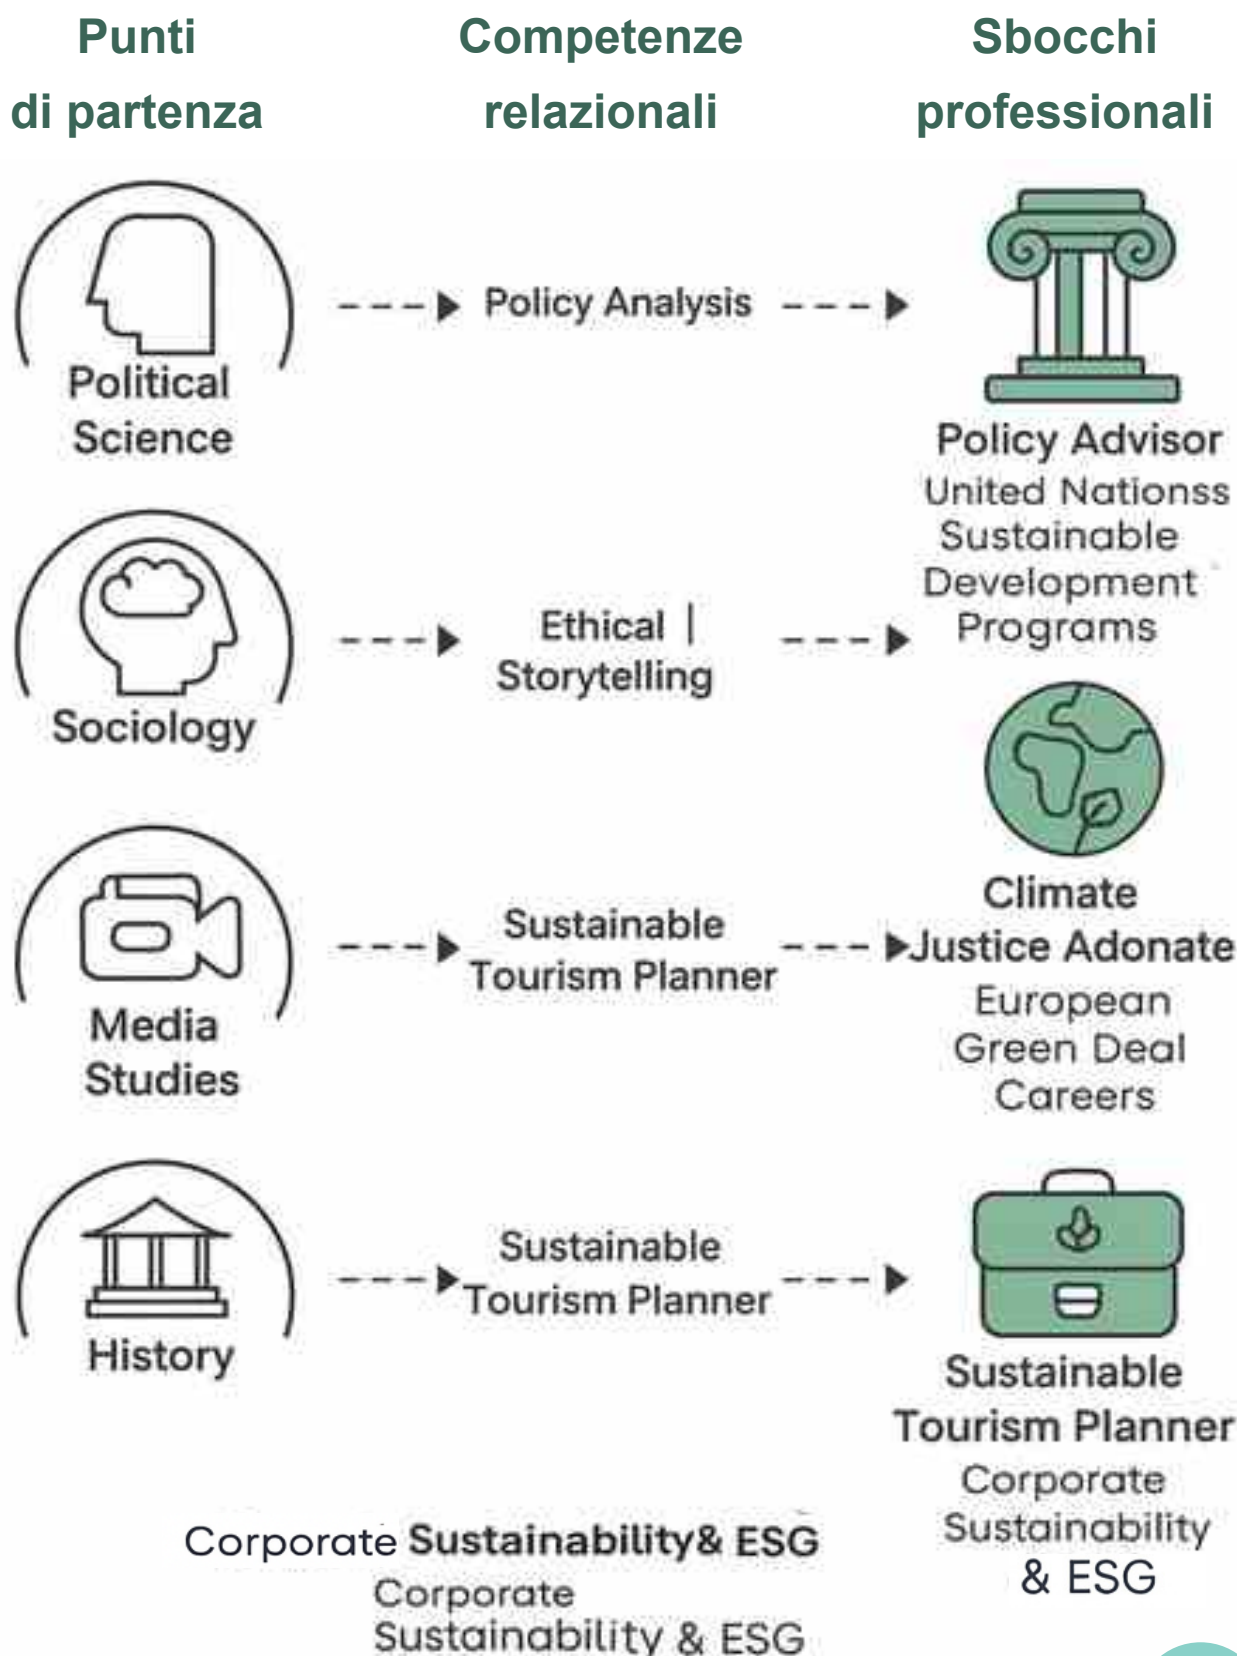 Punti
di partenza
Competenze
relazionali
Sbocchi
professionali
Political
Science
Policy Analysis
Policy Advisor
United Nationss
Sustainable
Development
Programs
Sociology
Ethical |
Storytelling
Media
Studies
Sustainable
Tourism Planner
Climate
Justice Adonate
European
Green Deal
Careers
History
Sustainable
Tourism Planner
Sustainable
Tourism Planner
Corporate
Sustainability
& ESG
Corporate Sustainability& ESG
Corporate
Sustainability & ESG